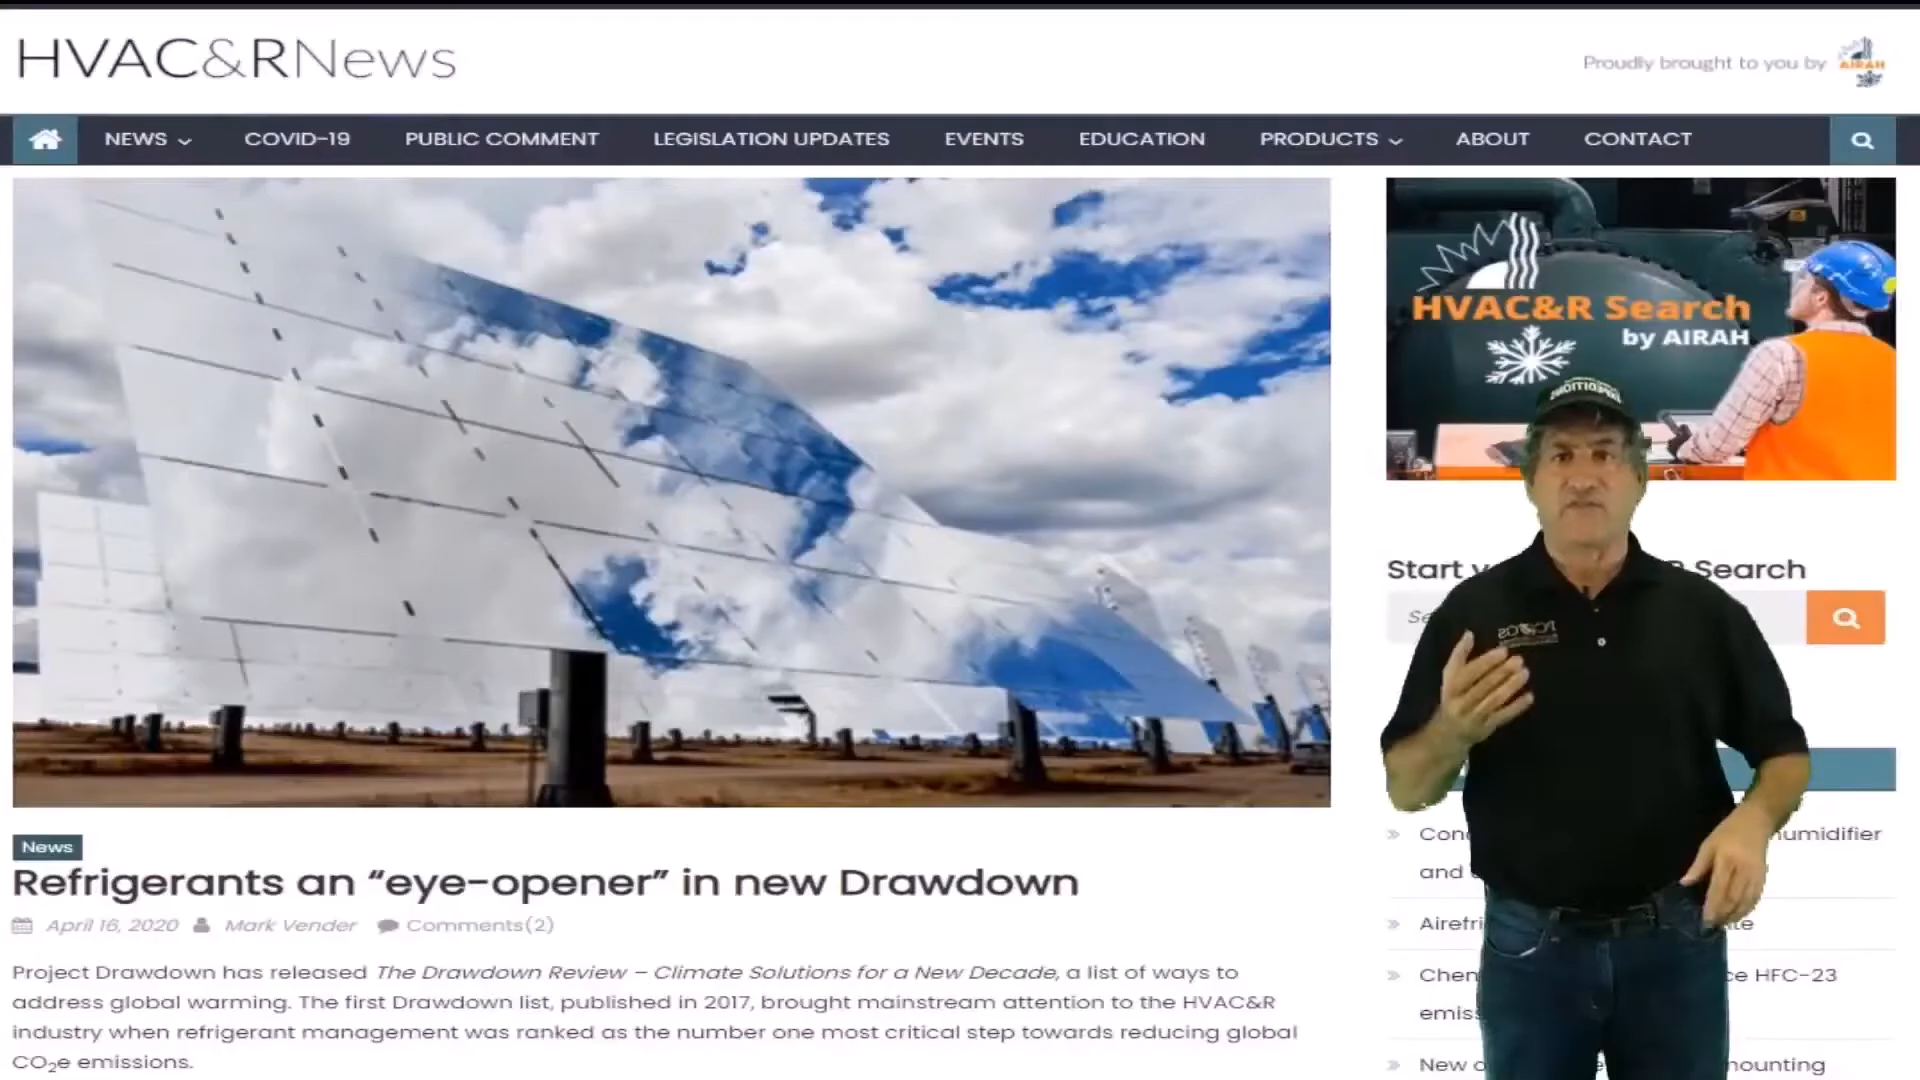 HVAC&RNews
Proudly brought to you by
AIRAH
NEWS
COVID-19
PUBLIC COMMENT
LEGISLATION UPDATES
EVENTS
EDUCATION
PRODUCTS
ABOUT
CONTACT
HVAC&R Search
by AIRAH
Start
Search
News
Refrigerants an “eye-opener” in new Drawdown
April 16, 2020 Mark Vender Comments(2)
Project Drawdown has released The Drawdown Review – Climate Solutions for a New Decade, a list of ways to
address global warming. The first Drawdown list, published in 2017, brought mainstream attention to the HVAC&R
industry when refrigerant management was ranked as the number one most critical step towards reducing global
CO₂e emissions.
and
HFC-23
New